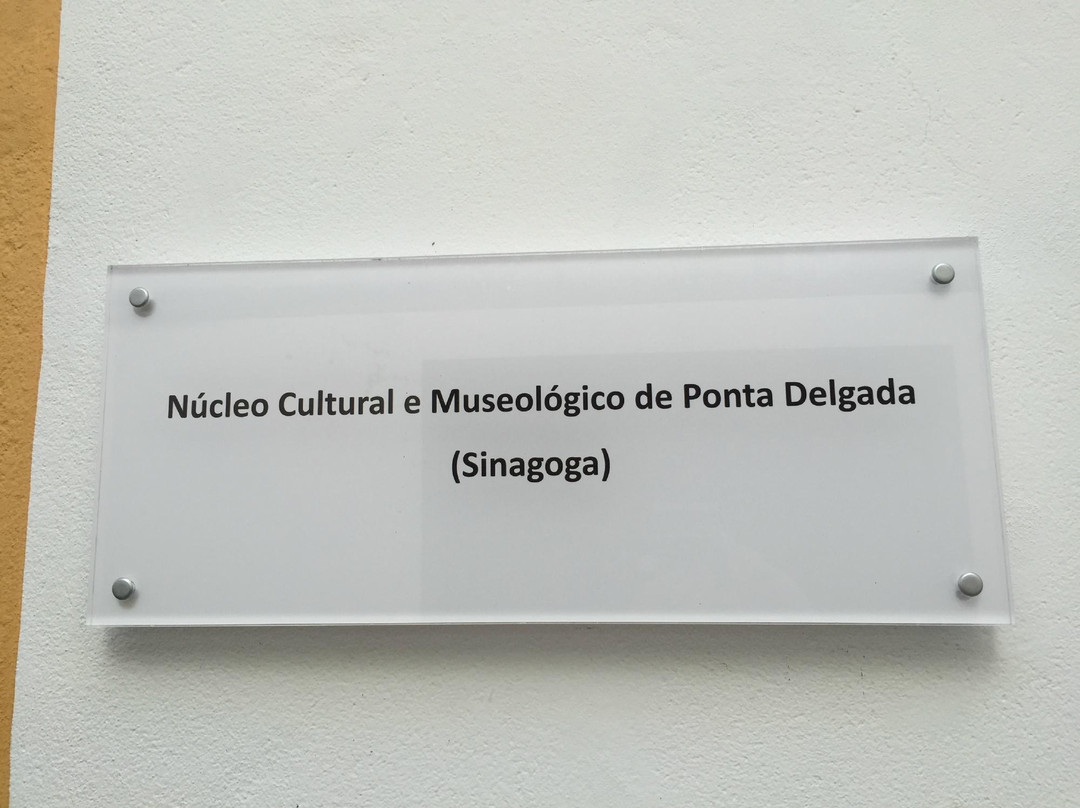 Núcleo Cultural e Museológico de Ponta Delgada
(Sinagoga)